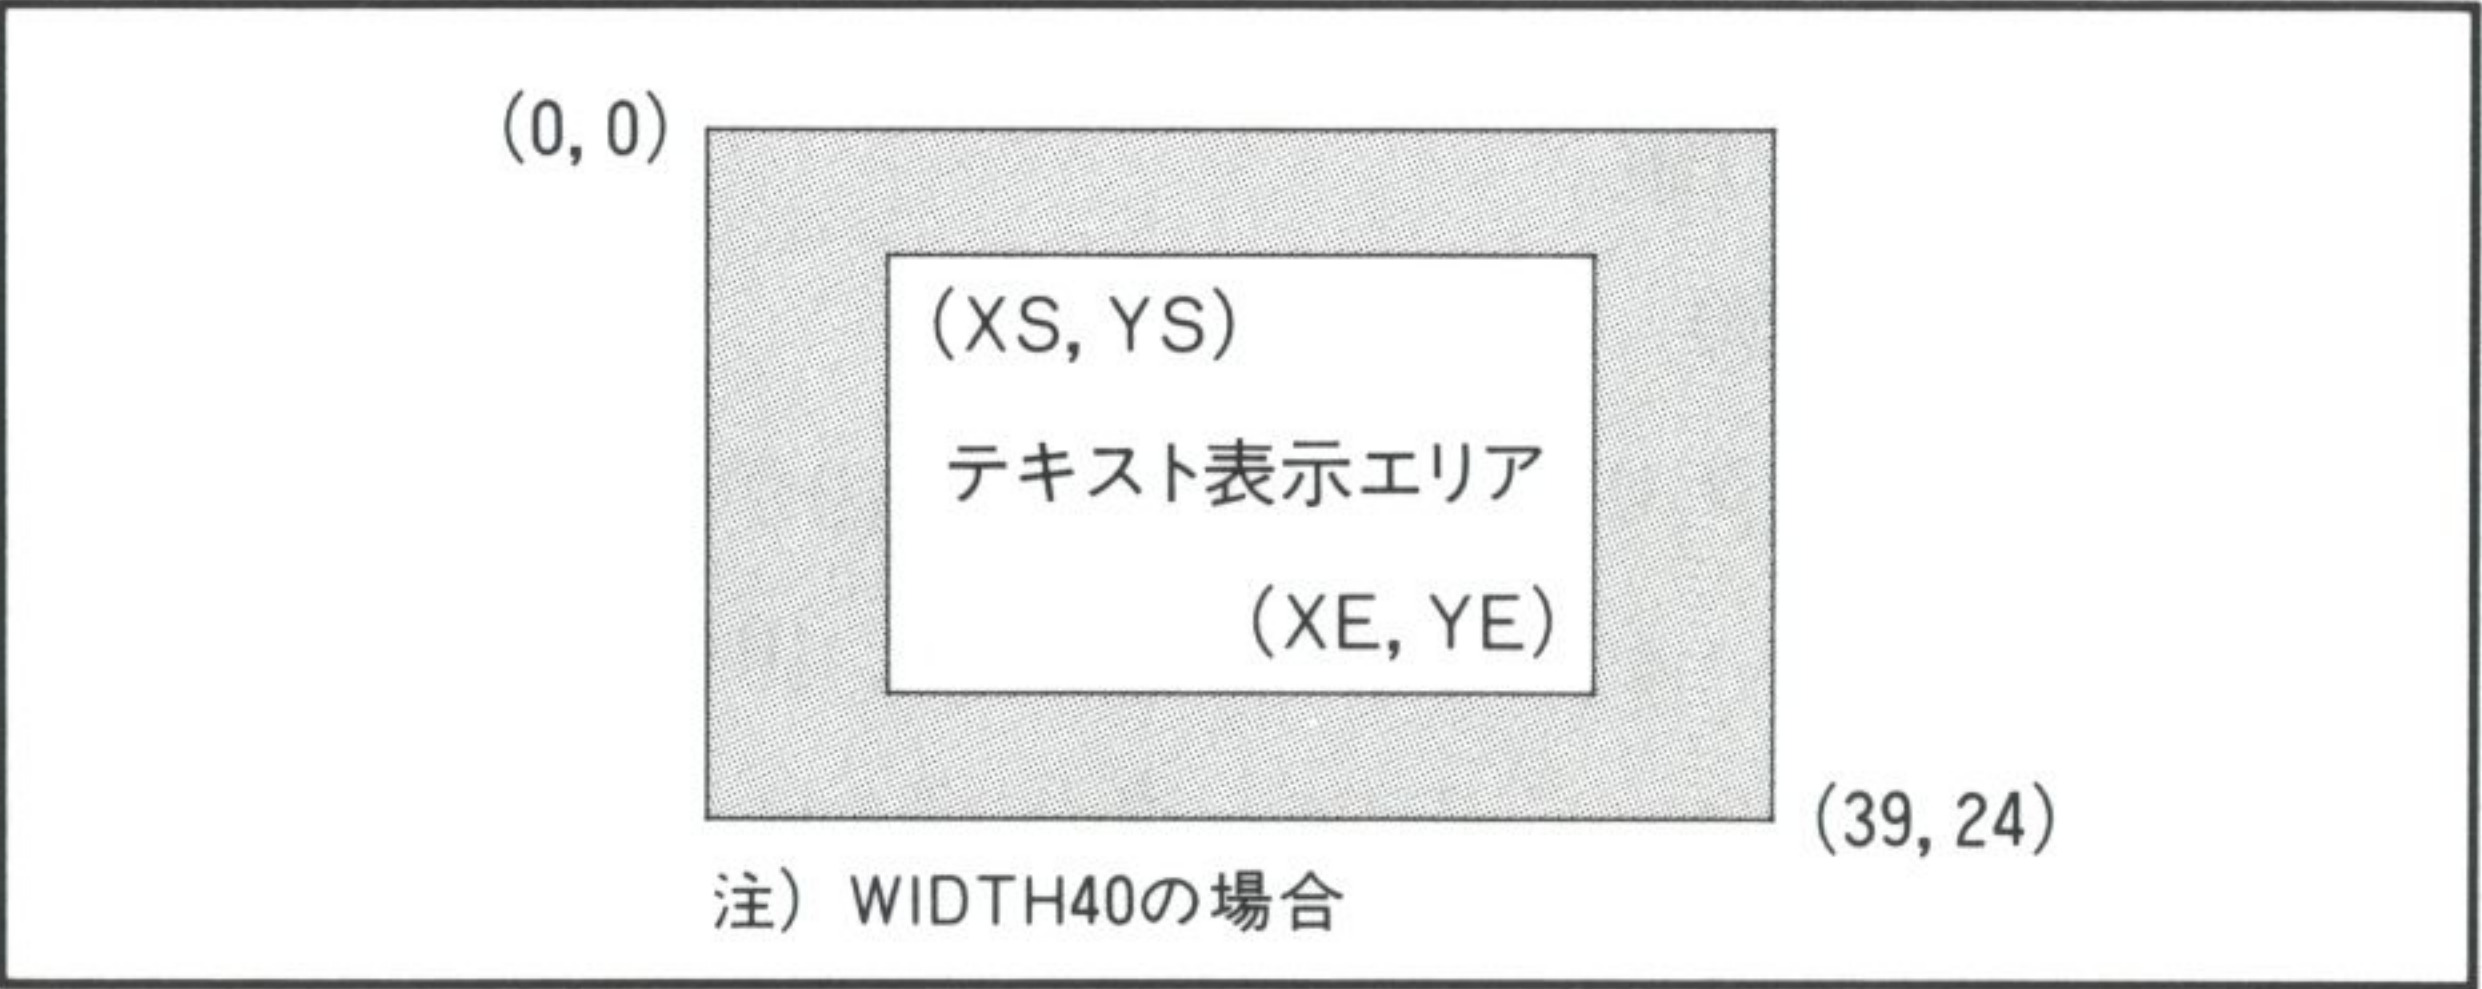 (0, 0)
(XS, YS)
テキスト表示エリア
(XE, YE)
(39, 24)
注) WIDTH40の場合